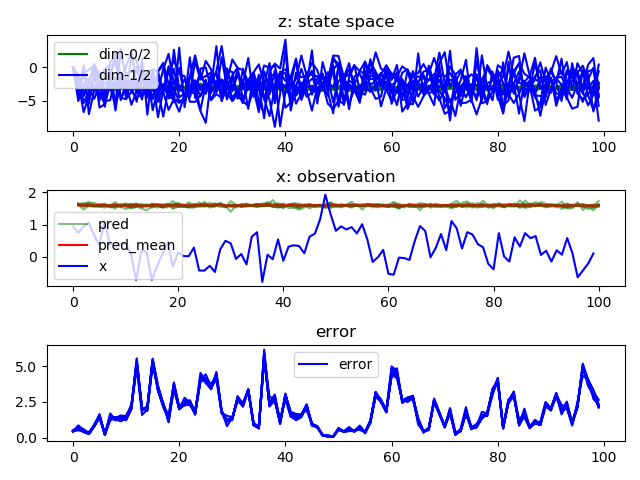 z: state space
dim-0/2
dim-1/2
0
−5
0 20 40 60 80 100
x: observation
2
1
0
pred
pred_mean
x
0 20 40 60 80 100
error
error
5.0
2.5
0.0
0 20 40 60 80 100